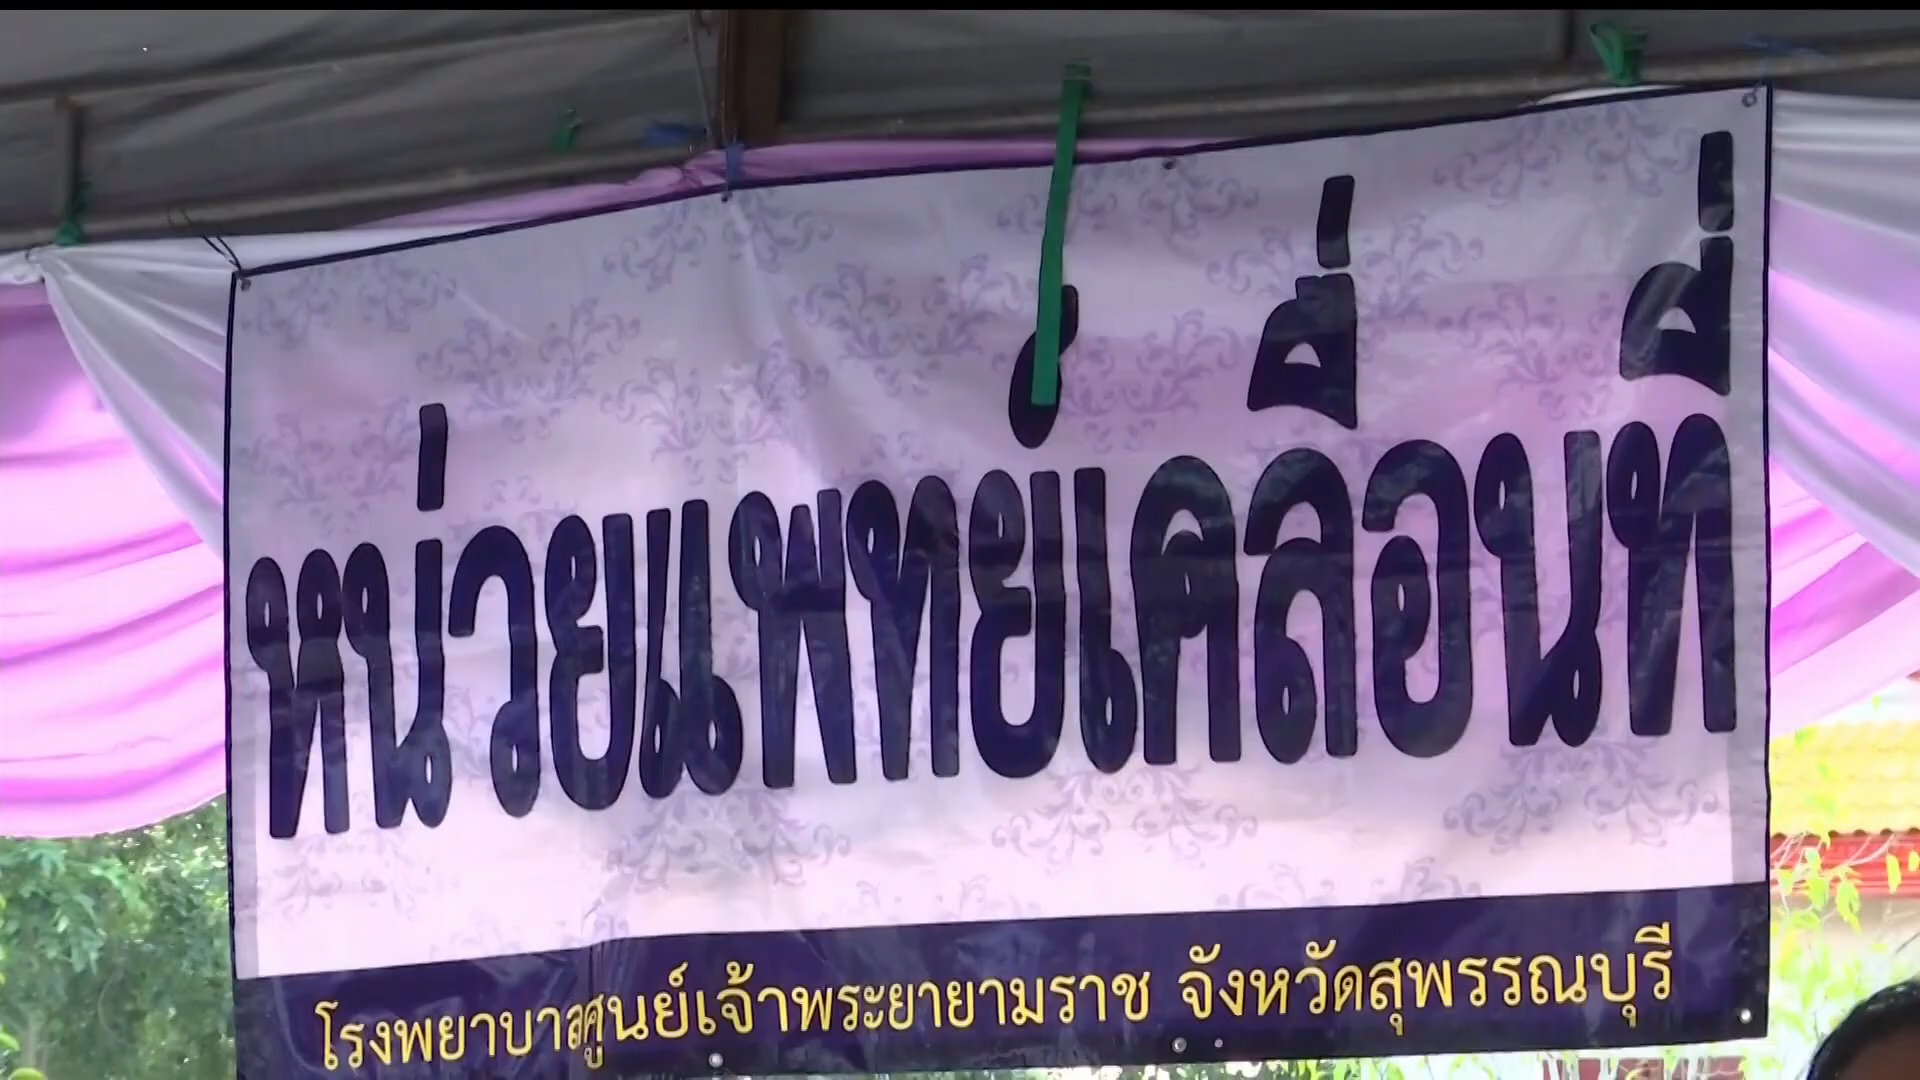 หน่วยแพทย์เคลื่อนที่
โรงพยาบาลศูนย์เจ้าพระยายามราช จังหวัดสุพรรณบุรี